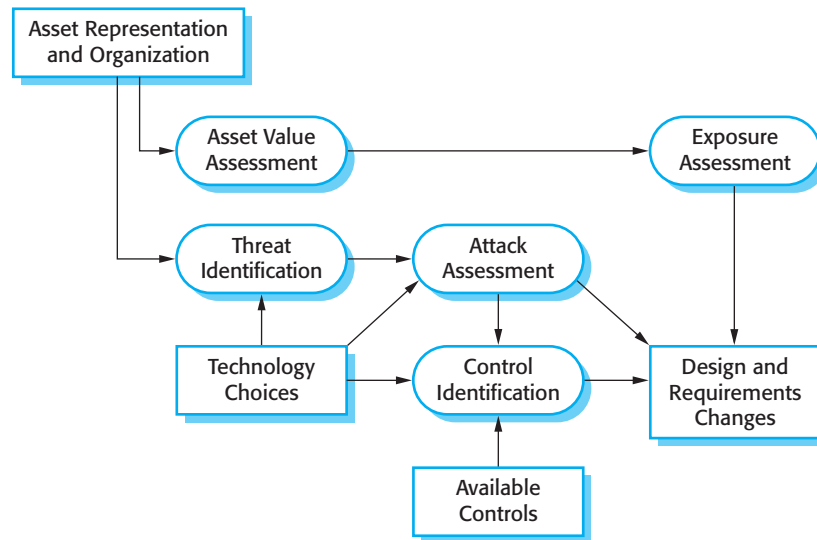 Asset Representation
and Organization
Asset Value
Assessment
Exposure
Assessment
Threat
Identification
Attack
Assessment
Technology
Choices
Control
Identification
Design and
Requirements
Changes
Available
Controls